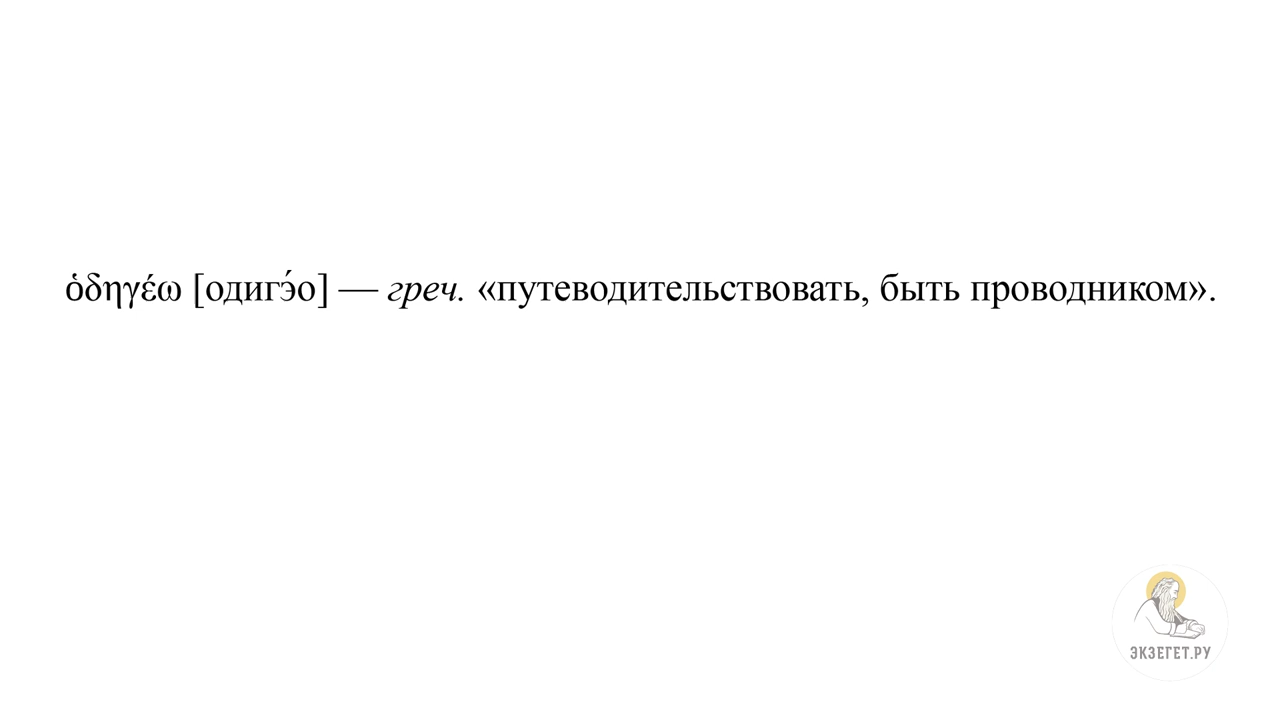 ὁδηγέω [одигэ́о] — греч. «путеводительствовать, быть проводником».
ЭКЗЕГЕТ.РУ